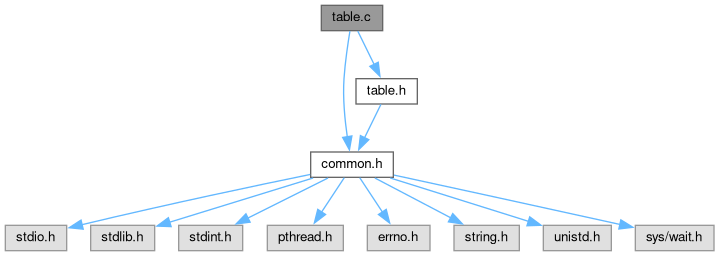 table.c
table.h
common.h
stdio.h
stdlib.h
stdint.h
pthread.h
errno.h
string.h
unistd.h
sys/wait.h